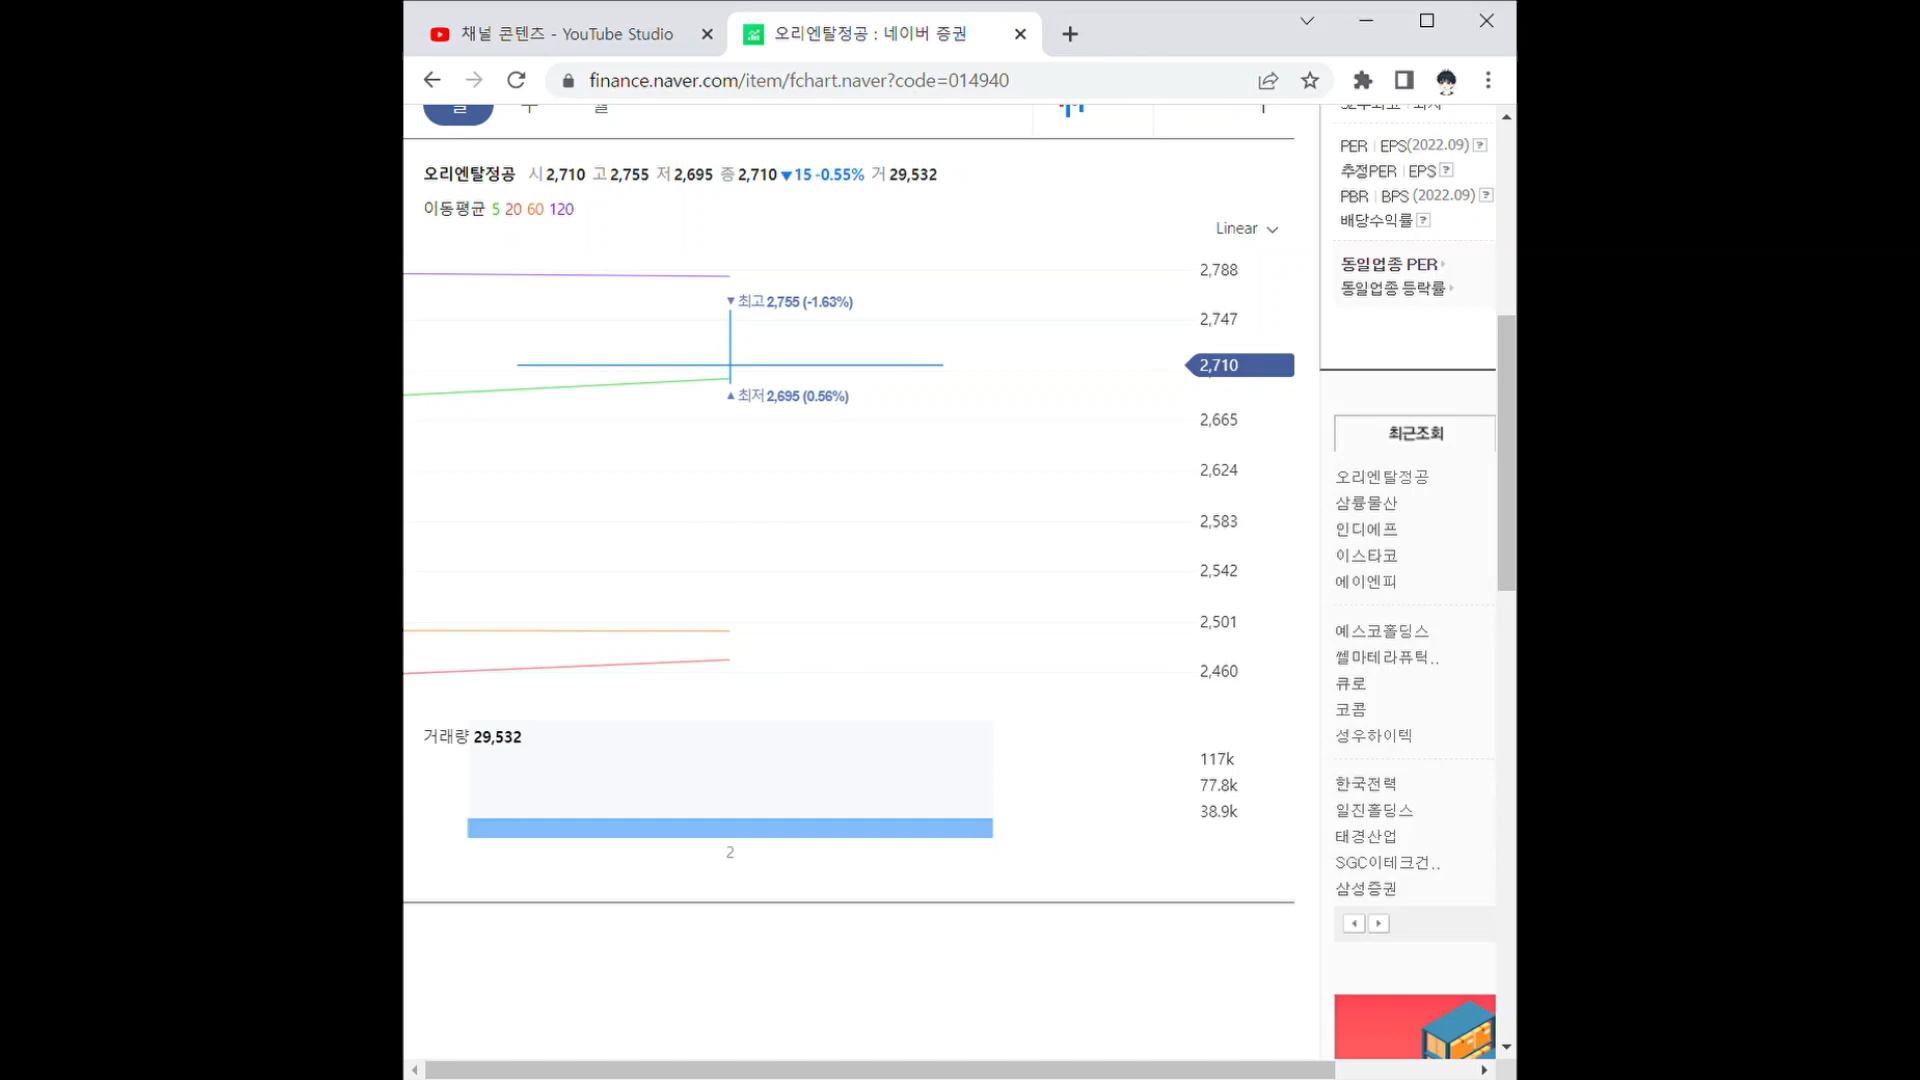 채널 콘텐츠 - YouTube Studio
오리엔탈정공 : 네이버 증권
finance.naver.com/item/fchart.naver?code=014940
오리엔탈정공 시 2,710 고 2,755 저 2,695 종 2,710 ▼15 -0.55% 거 29,532
이동평균 5 20 60 120
Linear
2,788
▼최고 2,755 (-1.63%)
2,747
2,710
▲최저 2,695 (0.56%)
2,665
2,624
2,583
2,542
2,501
2,460
거래량 29,532
117k
77.8k
38.9k
2
PER | EPS(2022.09) ?
추정PER | EPS ?
PBR | BPS (2022.09) ?
배당수익률 ?
동일업종 PER
동일업종 등락률
최근조회
오리엔탈정공
삼륭물산
인디에프
이스타코
에이엔피
예스코홀딩스
쎌마테라퓨틱..
큐로
코콤
성우하이텍
한국전력
일진홀딩스
태경산업
SGC이테크건..
삼성증권